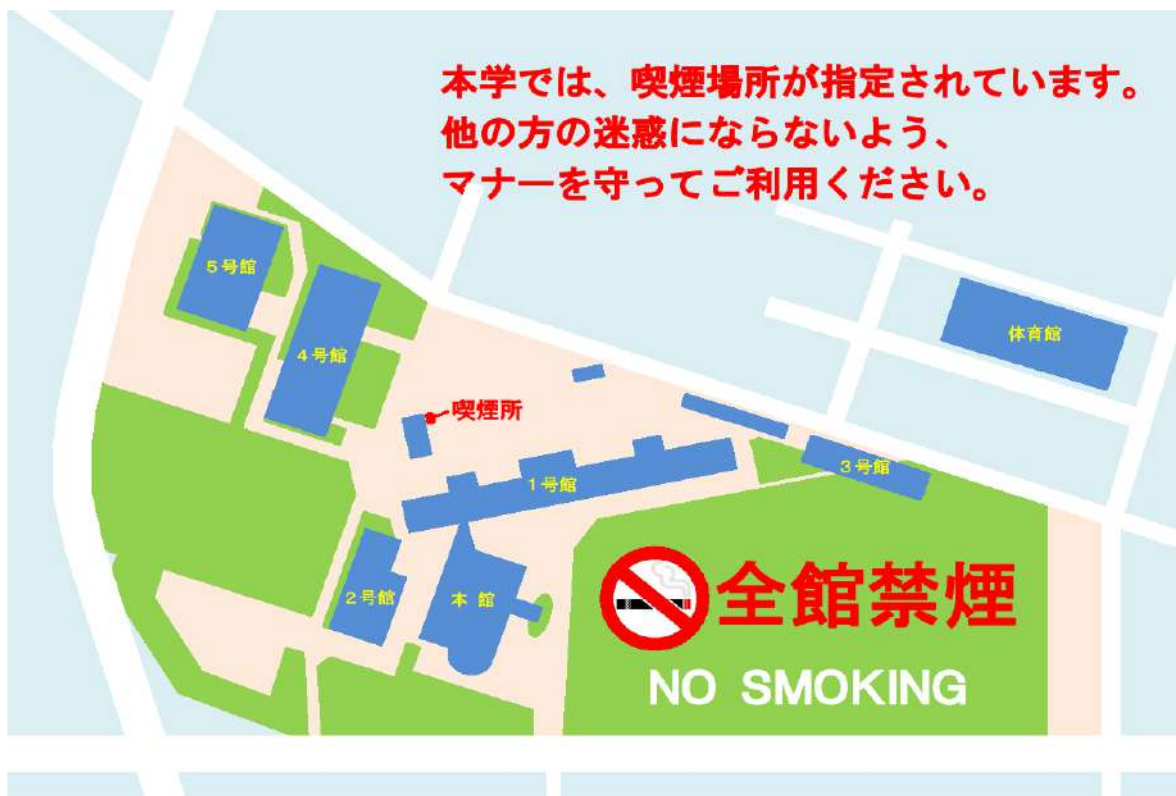 本学では、喫煙場所が指定されています。
他の方の迷惑にならないよう、
マナーを守ってご利用ください。
5号館
4号館
体育館
喫煙所
3号館
1号館
2号館
本館
全館禁煙
NO SMOKING